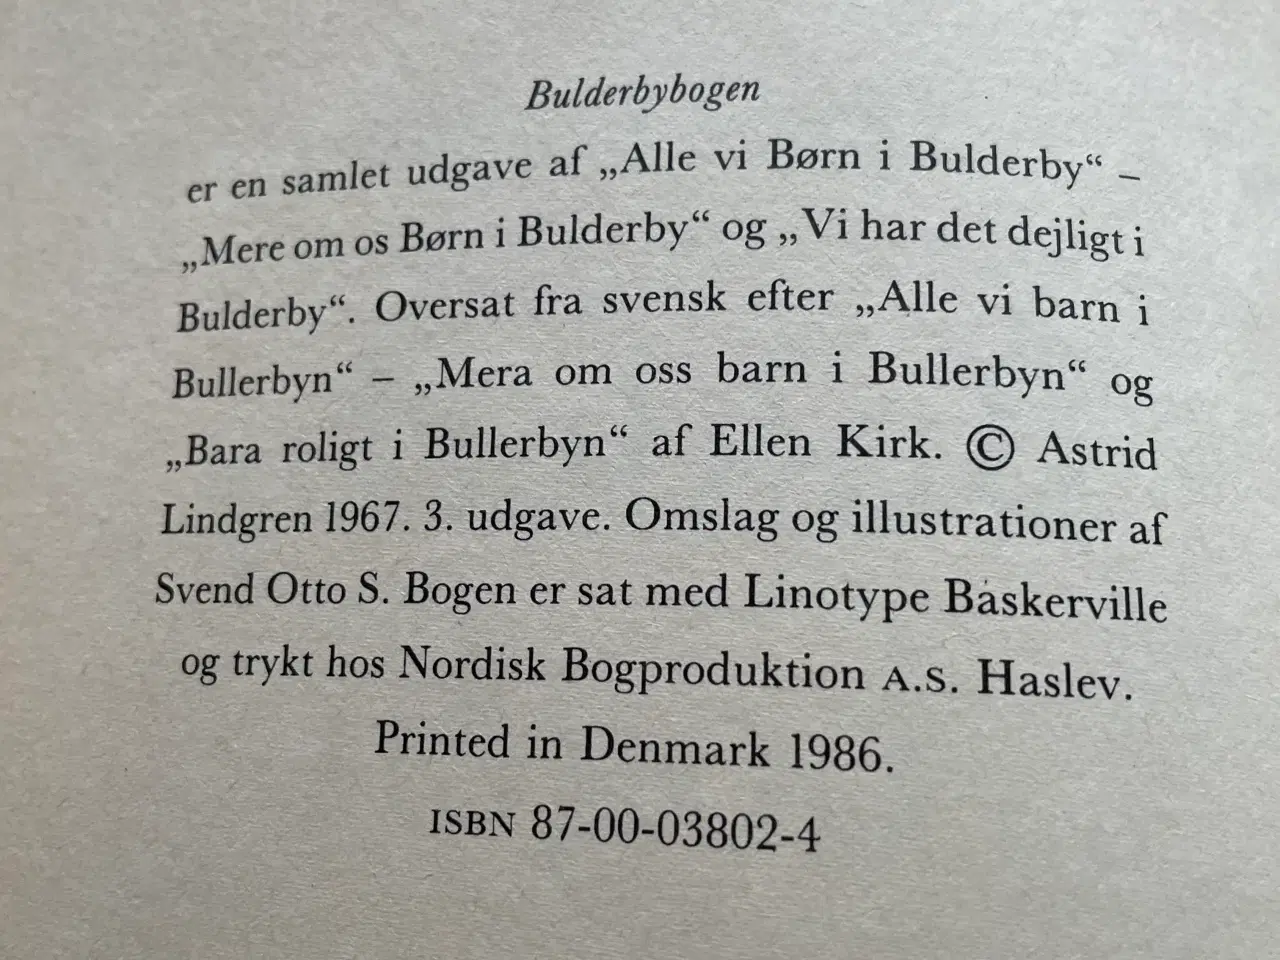 Bulderbybogen
er en samlet udgave af „Alle vi Børn i Bulderby“ –
„Mere om os Børn i Bulderby“ og „Vi har det dejligt i
Bulderby“. Oversat fra svensk efter „Alle vi barn i
Bullerbyn“ – „Mera om oss barn i Bullerbyn“ og
„Bara roligt i Bullerbyn“ af Ellen Kirk. © Astrid
Lindgren 1967. 3. udgave. Omslag og illustrationer af
Svend Otto S. Bogen er sat med Linotype Baskerville
og trykt hos Nordisk Bogproduktion A.S. Haslev.
Printed in Denmark 1986.
ISBN 87-00-03802-4